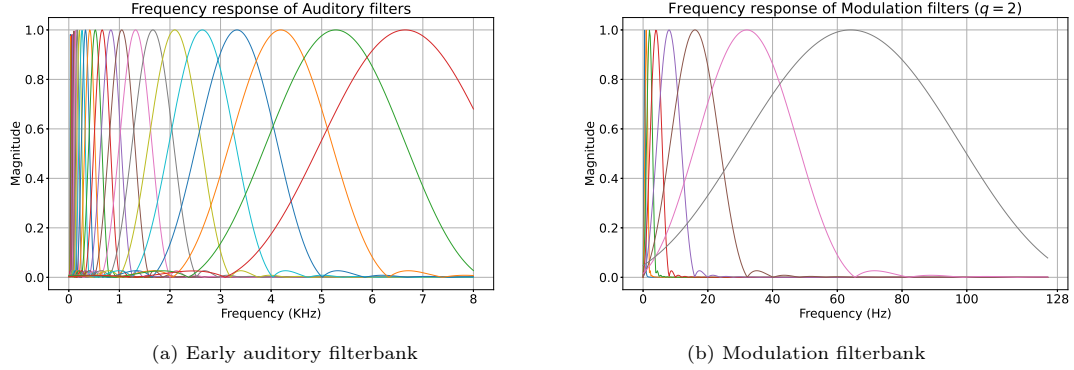 Frequency response of Auditory filters
Magnitude
1.0
0.8
0.6
0.4
0.2
0.0
0 1 2 3 4 5 6 7 8
Frequency (KHz)
(a) Early auditory filterbank
Frequency response of Modulation filters (q = 2)
Magnitude
1.0
0.8
0.6
0.4
0.2
0.0
0 20 40 60 80 100 128
Frequency (Hz)
(b) Modulation filterbank